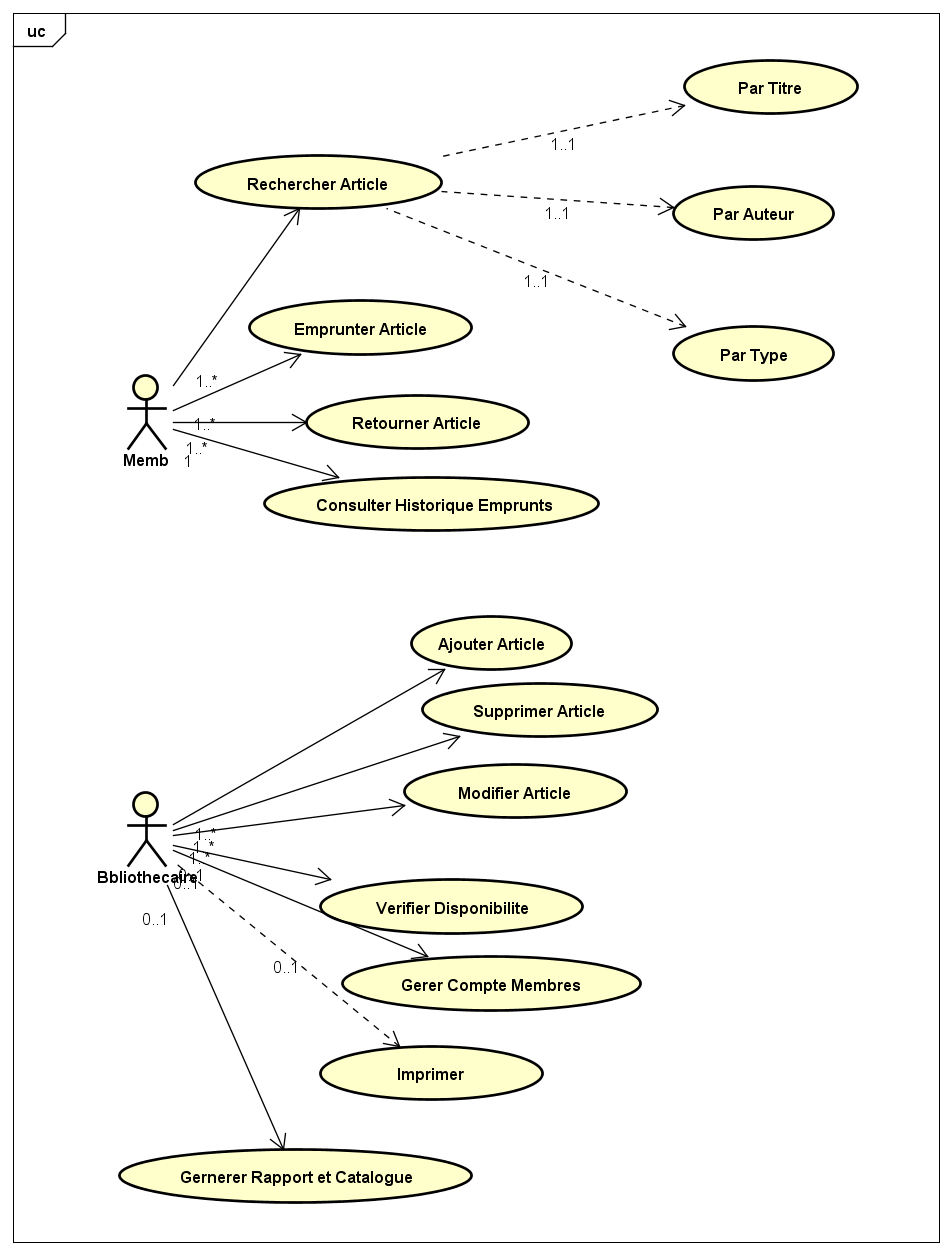 uc
Par Titre
1..1
Rechercher Article
Par Auteur
1..1
1..1
Emprunter Article
Par Type
1..*
Retourner Article
1..*
1..*
Memb
1
Consulter Historique Emprunts
Ajouter Article
Supprimer Article
Modifier Article
1..*
1..*
1..*
Bbliothecaire
0..1
0..1
Verifier Disponibilite
0..1
0..1
Gerer Compte Membres
Imprimer
Gernerer Rapport et Catalogue